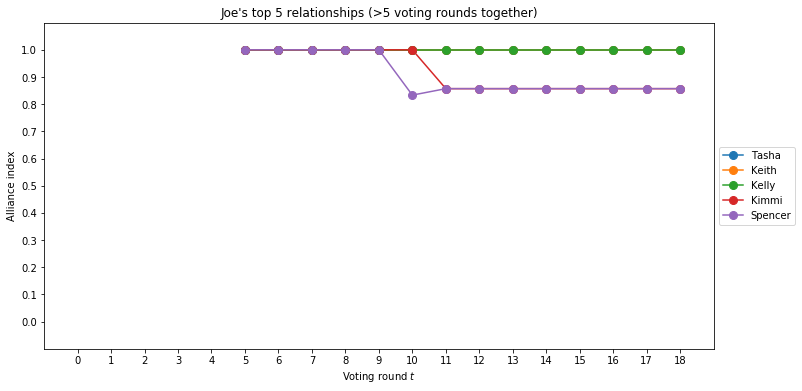 Joe's top 5 relationships (>5 voting rounds together)
Alliance index
1.0
0.9
0.8
0.7
0.6
0.5
0.4
0.3
0.2
0.1
0.0
0 1 2 3 4 5 6 7 8 9 10 11 12 13 14 15 16 17 18
Voting round t
Tasha
Keith
Kelly
Kimmi
Spencer